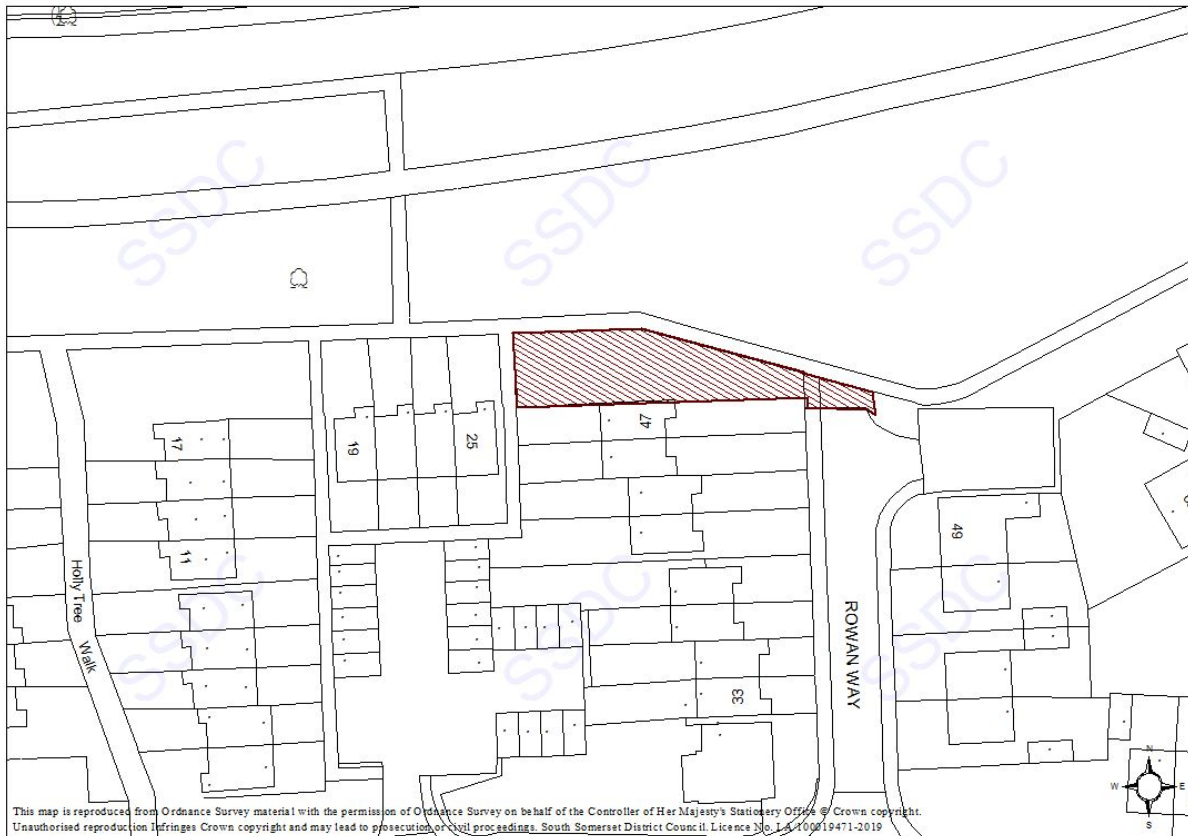 SSDC
SSDC
SSDC
17
19
25
47
11
49
Holly Tree
Walk
SSDC
SSDC
SSDC
ROWAN WAY
33
N
W
E
S
This map is reproduced from Ordnance Survey material with the permission of Ordnance Survey on behalf of the Controller of Her Majesty's Stationery Office © Crown copyright.
Unauthorised reproduction infringes Crown copyright and may lead to prosecution or civil proceedings. South Somerset District Council. Licence No. LA 100019471-2019